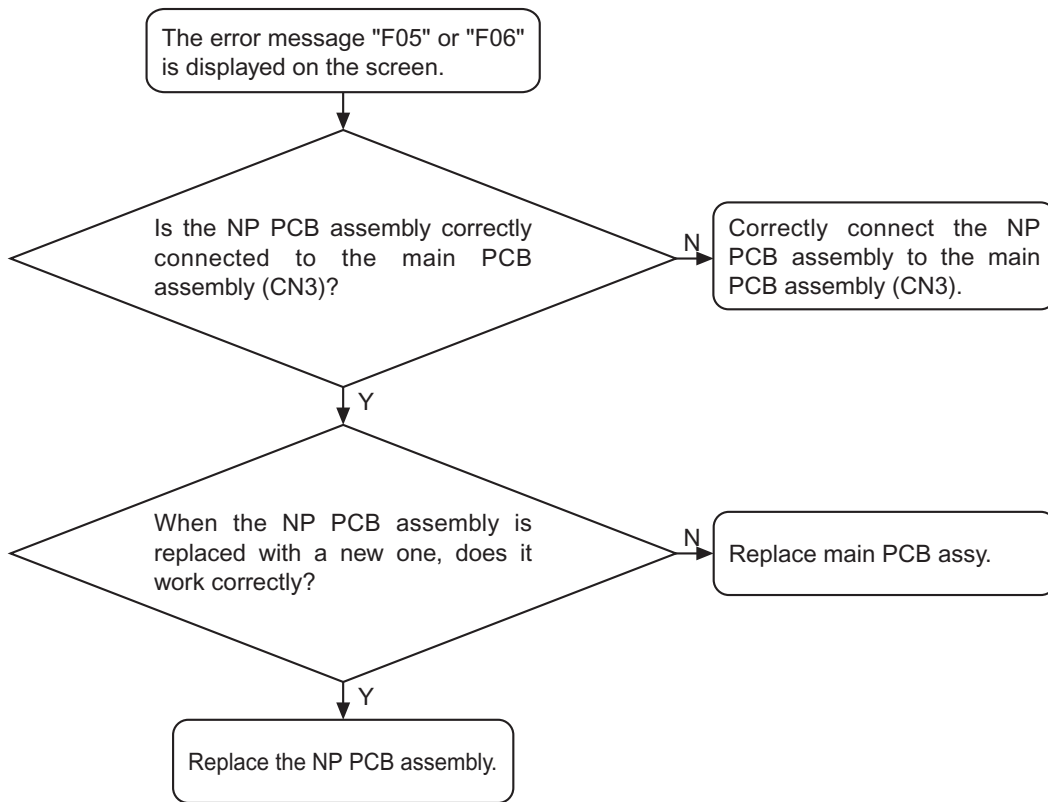 The error message "F05" or "F06"
is displayed on the screen.
Is the NP PCB assembly correctly
connected to the main PCB
assembly (CN3)?
N
Correctly connect the NP
PCB assembly to the main
PCB assembly (CN3).
Y
When the NP PCB assembly is
replaced with a new one, does it
work correctly?
N
Replace main PCB assy.
Y
Replace the NP PCB assembly.